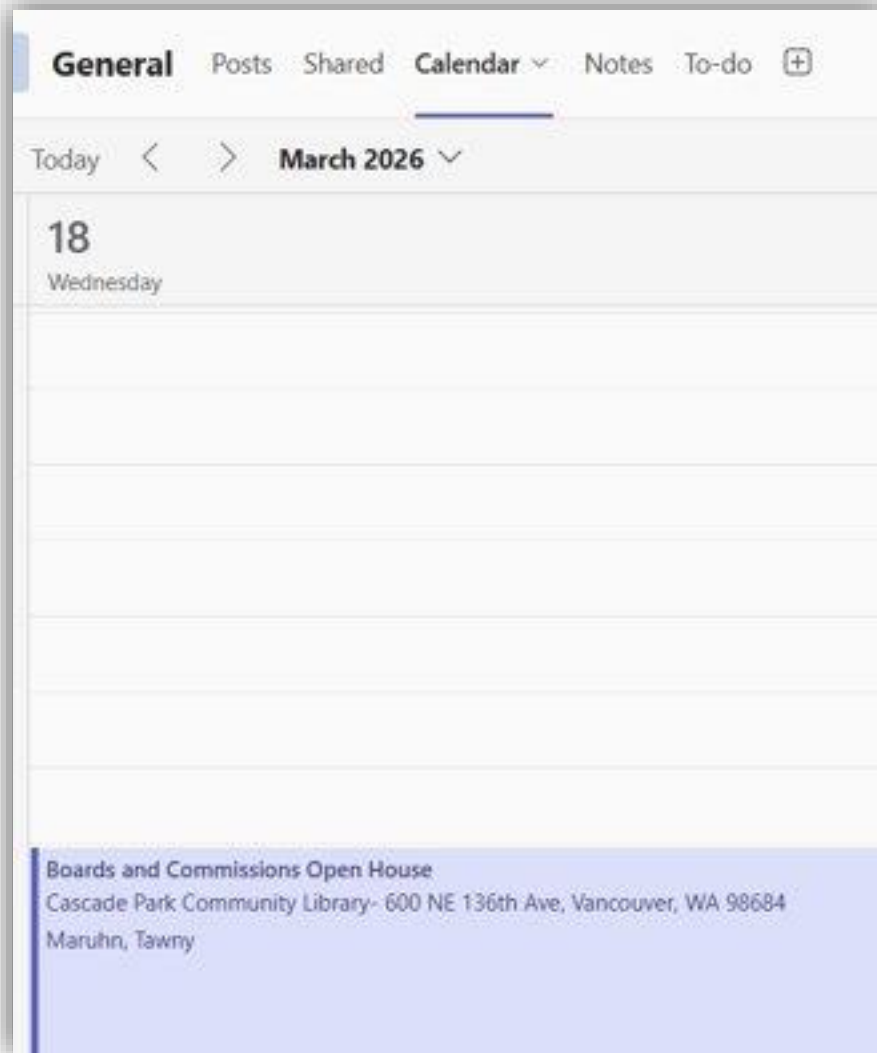 General Posts Shared Calendar Notes To-do
Today March 2026
18
Wednesday
Boards and Commissions Open House
Cascade Park Community Library- 600 NE 136th Ave, Vancouver, WA 98684
Maruhn, Tawny